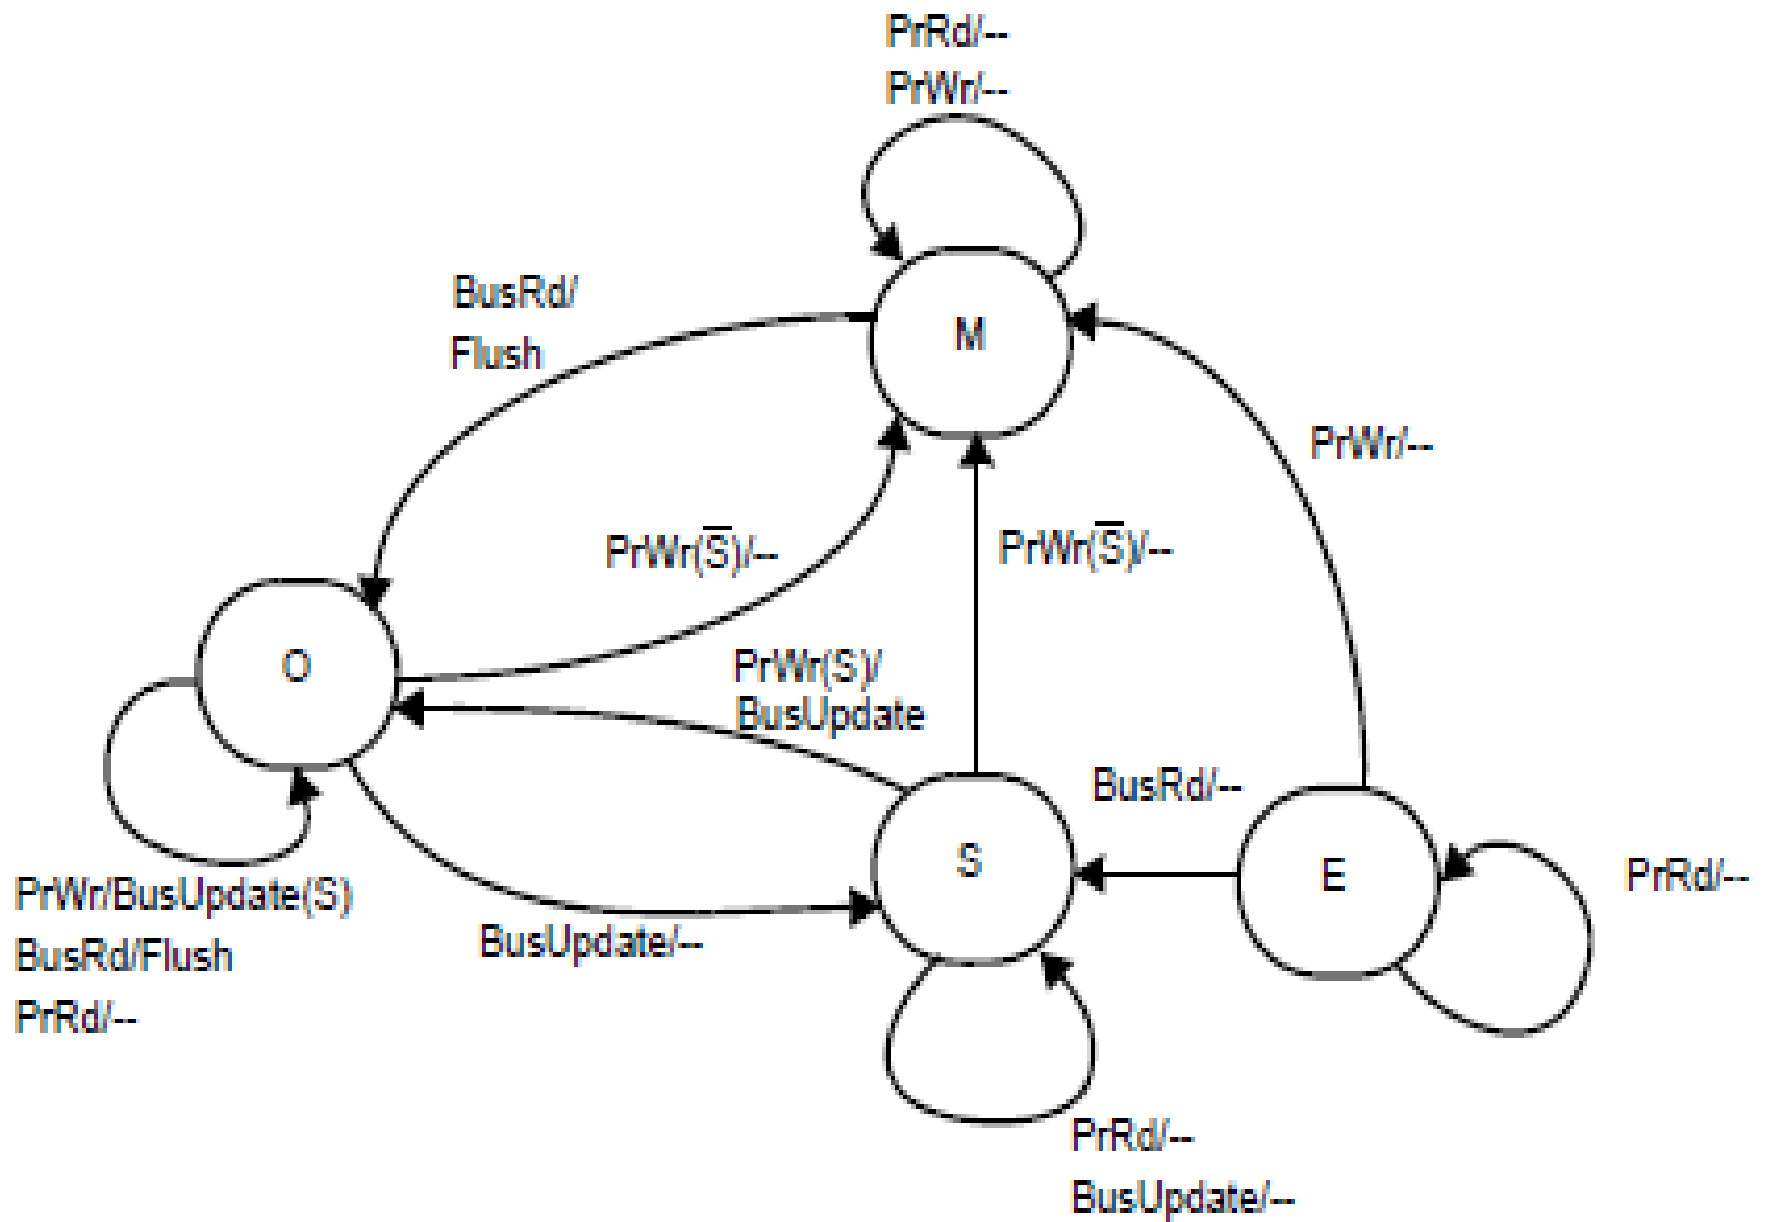 PrRd/--
PrWr/--
BusRd/
Flush
M
PrWr/--
PrWr(S̅)/--
PrWr(S̅)/--
O
PrWr(S)/
BusUpdate
BusRd/--
S
E
PrRd/--
PrWr/BusUpdate(S)
BusRd/Flush
PrRd/--
BusUpdate/--
PrRd/--
BusUpdate/--